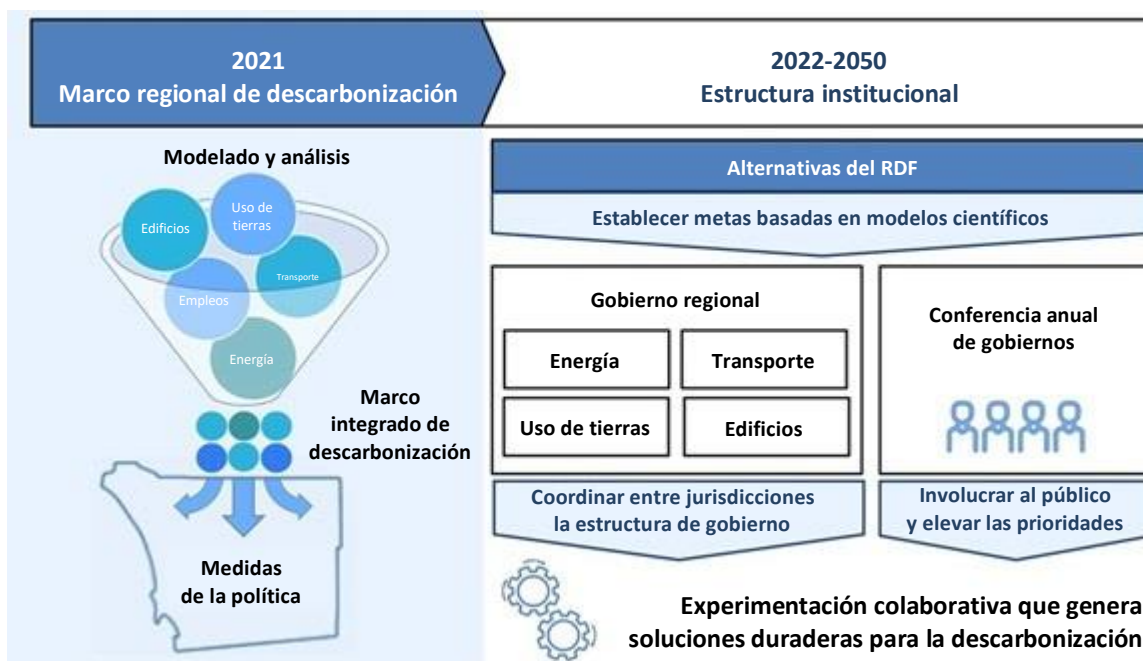 2021
Marco regional de descarbonización
2022-2050
Estructura institucional
Modelado y análisis
Edificios
Uso de
tierras
Transporte
Empleos
Energía
Marco
integrado de
descarbonización
Medidas
de la política
Alternativas del RDF
Establecer metas basadas en modelos científicos
Gobierno regional
Energía
Transporte
Uso de tierras
Edificios
Conferencia anual
de gobiernos
Coordinar entre jurisdicciones
la estructura de gobierno
Involucrar al público
y elevar las prioridades
Experimentación colaborativa que genera
soluciones duraderas para la descarbonización